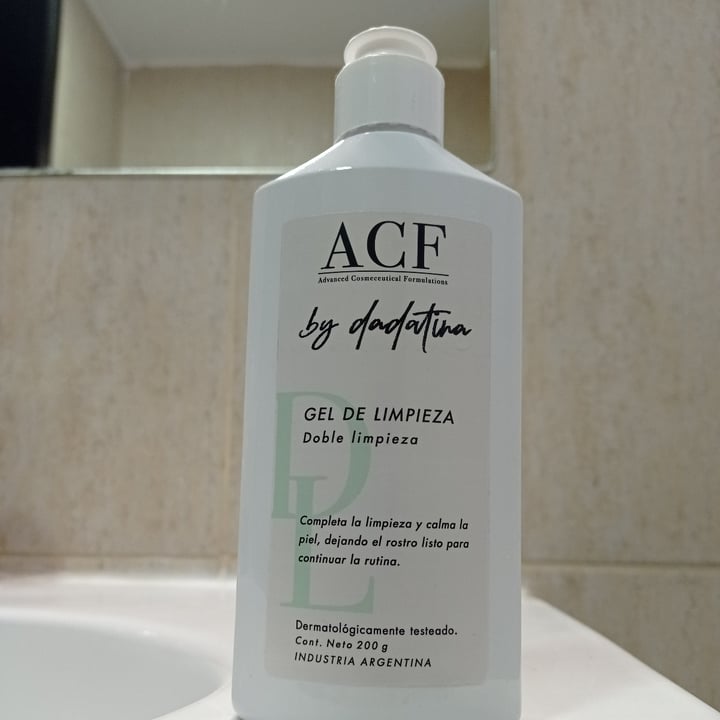 ACF
Advanced Cosmeceutical Formulations
by dadatina
DL
GEL DE LIMPIEZA
Doble limpieza
Completa la limpieza y calma la
piel, dejando el rostro listo para
continuar la rutina.
Dermatológicamente testeado.
Cont. Neto 200 g
INDUSTRIA ARGENTINA